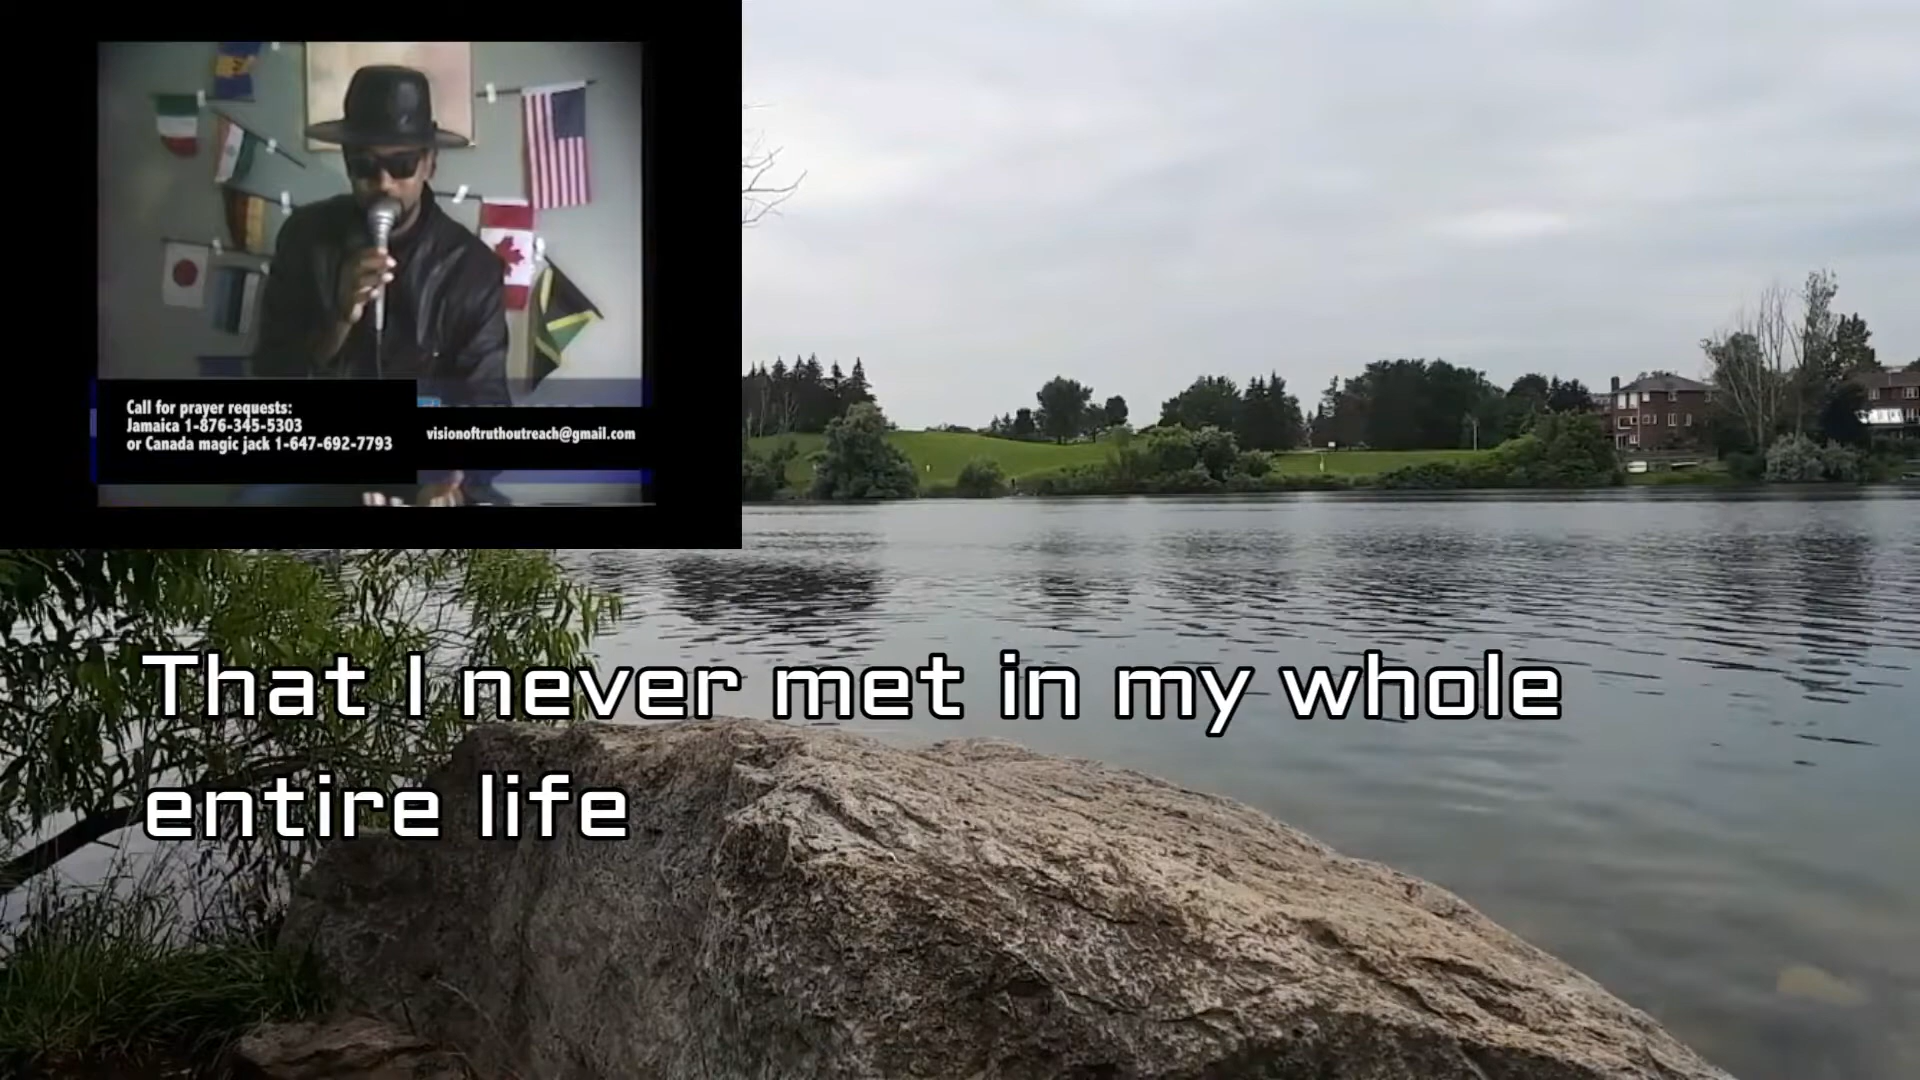 Call for prayer requests:
Jamaica 1-876-345-5303
or Canada magic jack 1-647-692-7793
visionoftruthoutreach@gmail.com
That I never met in my whole
entire life